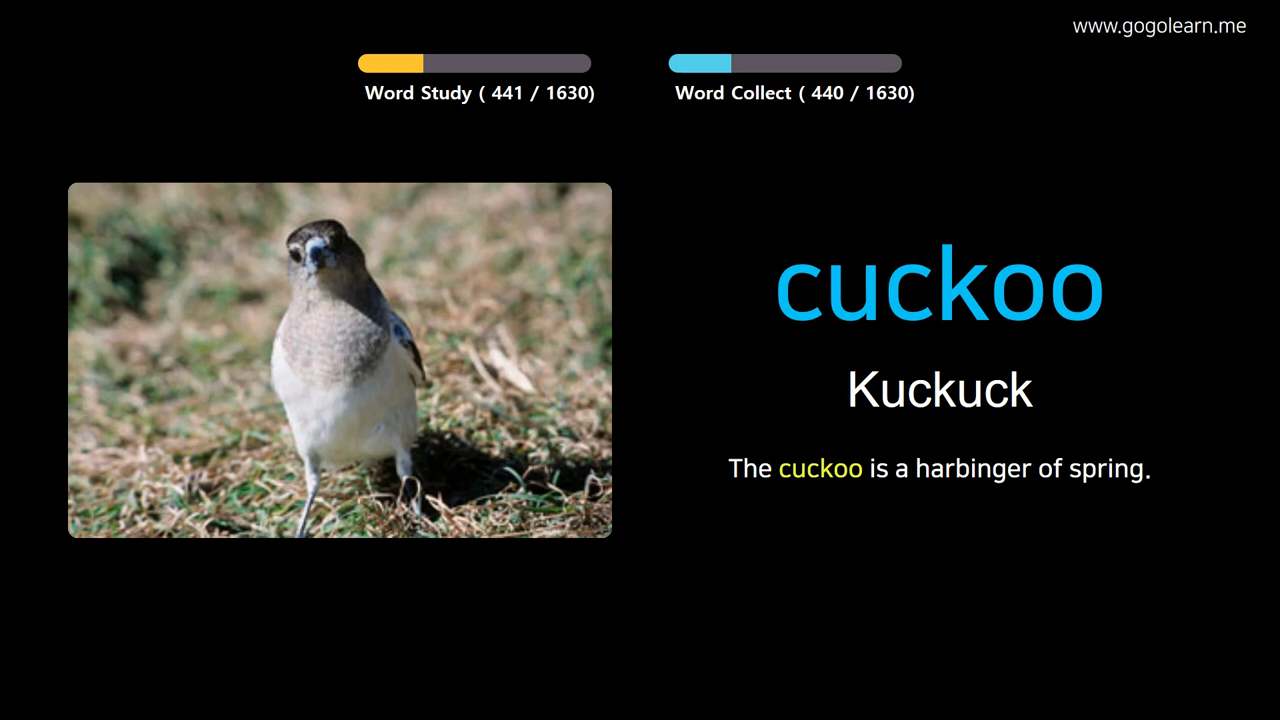 www.gogolearn.me
Word Study ( 441 / 1630)
Word Collect ( 440 / 1630)
cuckoo
Kuckuck
The cuckoo is a harbinger of spring.